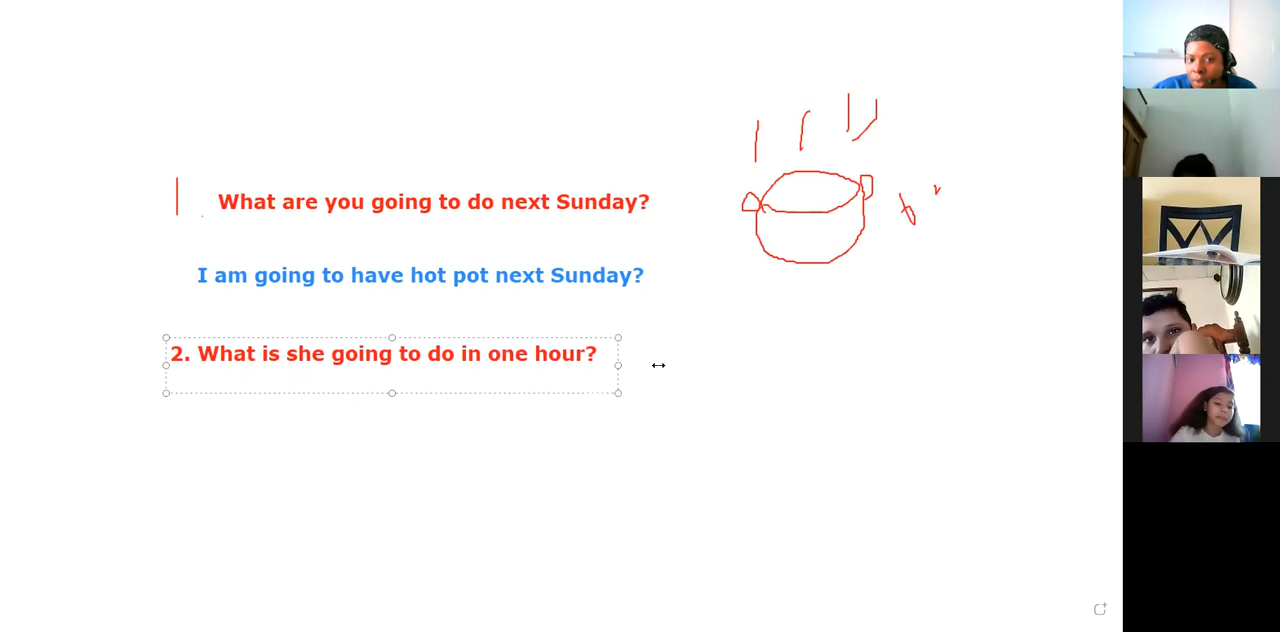 What are you going to do next Sunday?
I am going to have hot pot next Sunday?
2. What is she going to do in one hour?